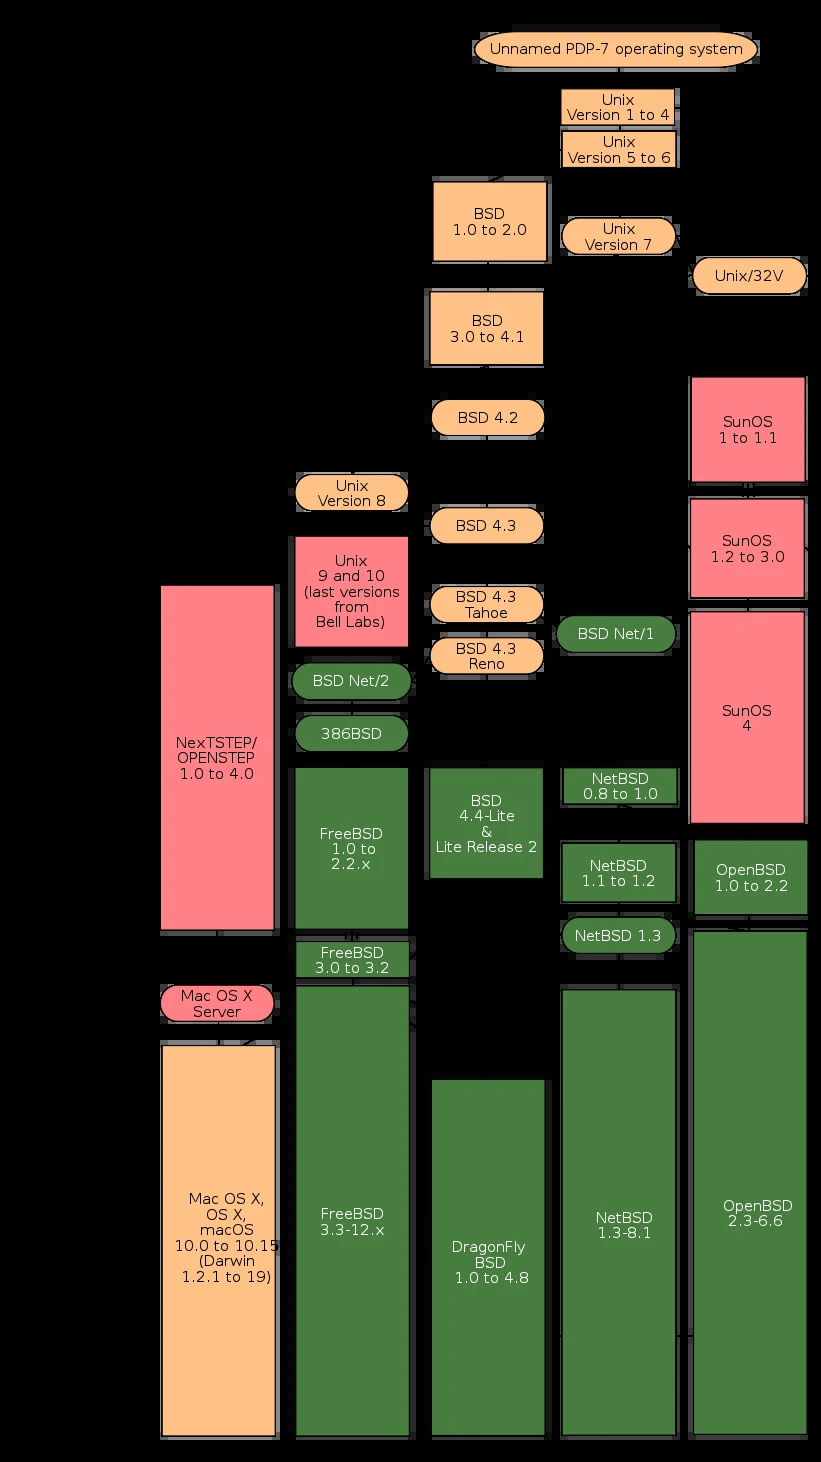 Unnamed PDP-7 operating system
Unix
Version 1 to 4
Unix
Version 5 to 6
BSD
1.0 to 2.0
Unix
Version 7
Unix/32V
BSD
3.0 to 4.1
BSD 4.2
SunOS
1 to 1.1
Unix
Version 8
BSD 4.3
SunOS
1.2 to 3.0
Unix
9 and 10
(last versions
from
Bell Labs)
BSD 4.3
Tahoe
BSD Net/1
BSD 4.3
Reno
BSD Net/2
386BSD
SunOS
4
NexTSTEP/
OPENSTEP
1.0 to 4.0
FreeBSD
1.0 to
2.2.x
BSD
4.4-Lite
&
Lite Release 2
NetBSD
0.8 to 1.0
NetBSD
1.1 to 1.2
OpenBSD
1.0 to 2.2
NetBSD 1.3
FreeBSD
3.0 to 3.2
Mac OS X
Server
Mac OS X,
OS X,
macOS
10.0 to 10.15
(Darwin
1.2.1 to 19)
FreeBSD
3.3-12.x
DragonFly
BSD
1.0 to 4.8
NetBSD
1.3-8.1
OpenBSD
2.3-6.6